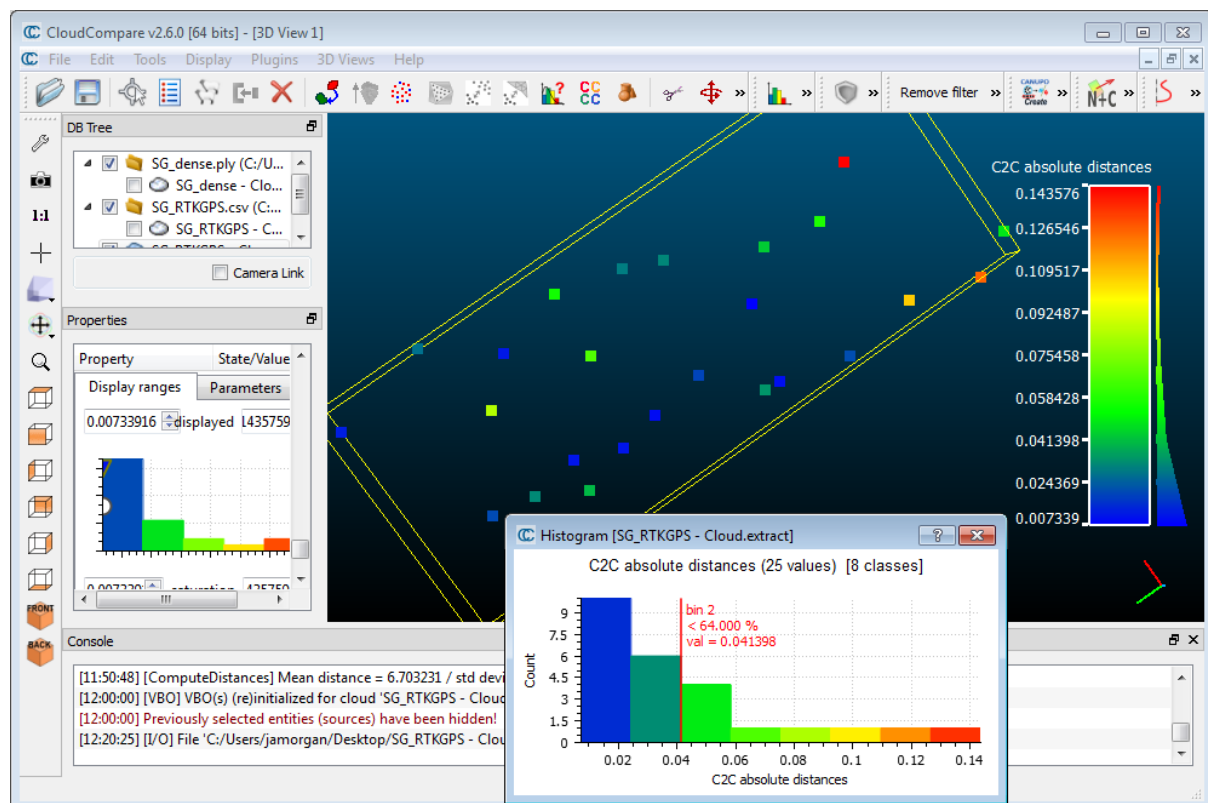 CloudCompare v2.6.0 [64 bits] - [3D View 1]
File Edit Tools Display Plugins 3D Views Help
CC CC Remove filter CANUPO Create N+C S
DB Tree
SG_dense.ply (C:/U...
SG_dense - Clo...
SG_RTKGPS.csv (C:...
SG_RTKGPS - C...
SG_RTKGPS - Clo...
Camera Link
1:1
Properties
Property State/Value
Display ranges Parameters
0.00733916 displayed 1435759
saturation
FRONT
BACK
C2C absolute distances
0.143576
0.126546
0.109517
0.092487
0.075458
0.058428
0.041398
0.024369
0.007339
Console
[11:50:48] [ComputeDistances] Mean distance = 6.703231 / std devi
[12:00:00] [VBO] VBO(s) (re)initialized for cloud 'SG_RTKGPS - Cloud
[12:00:00] Previously selected entities (sources) have been hidden!
[12:20:25] [I/O] File 'C:/Users/jamorgan/Desktop/SG_RTKGPS - Clou
Histogram [SG_RTKGPS - Cloud.extract]
C2C absolute distances (25 values) [8 classes]
bin 2
< 64.000 %
val = 0.041398
Count
9
7.5
6
4.5
3
1.5
0
0.02 0.04 0.06 0.08 0.1 0.12 0.14
C2C absolute distances